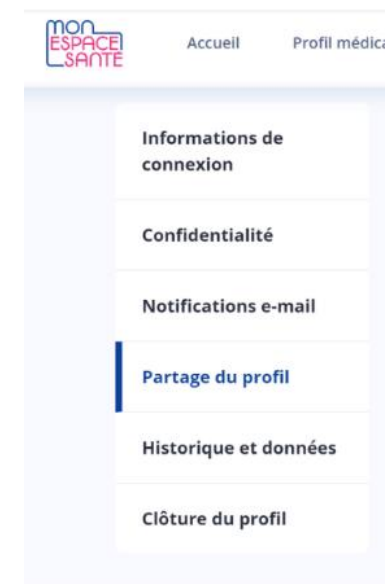 mon
ESPACE
SANTÉ
Accueil
Informations de
connexion
Confidentialité
Notifications e-mail
Partage du profil
Historique et données
Clôture du profil